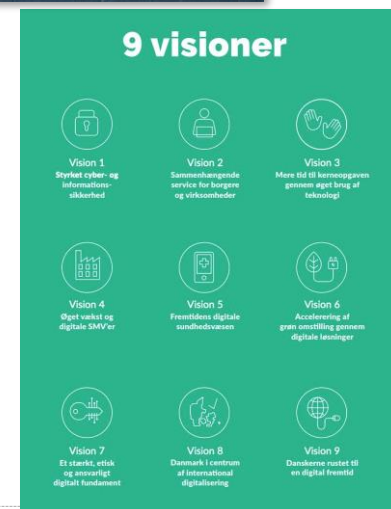 9 visioner
Vision 1
Styrket cyber- og
informations-
sikkerhed
Vision 2
Sammenhængende
service for borgere
og virksomheder
Vision 3
Mere tid til kerneopgaven
gennem øget brug af
teknologi
Vision 4
Øget vækst og
digitale SMV'er
Vision 5
Fremtidens digitale
sundhedsvæsen
Vision 6
Accelerering af
grøn omstilling gennem
digitale løsninger
Vision 7
Et stærkt, etisk
og ansvarligt
digitalt fundament
Vision 8
Danmark i centrum
af international
digitalisering
Vision 9
Danskerne rustet til
en digital fremtid